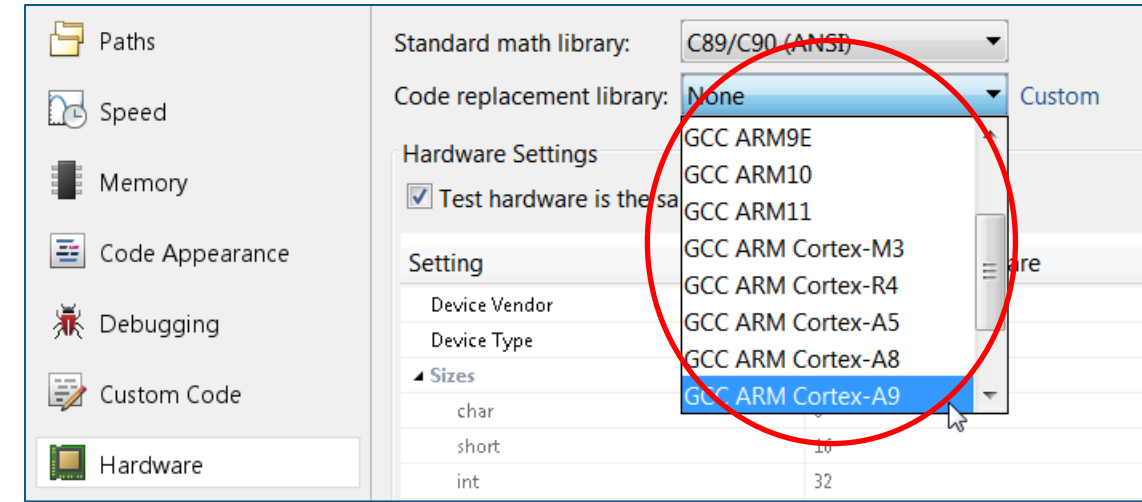 Paths
Speed
Memory
Code Appearance
Debugging
Custom Code
Hardware
Standard math library: C89/C90 (ANSI)
Code replacement library: None Custom
GCC ARM9E
GCC ARM10
GCC ARM11
GCC ARM Cortex-M3
GCC ARM Cortex-R4
GCC ARM Cortex-A5
GCC ARM Cortex-A8
GCC ARM Cortex-A9
Hardware Settings
Test hardware is the sa
Setting are
Device Vendor
Device Type
Sizes
char
short 16
int 32